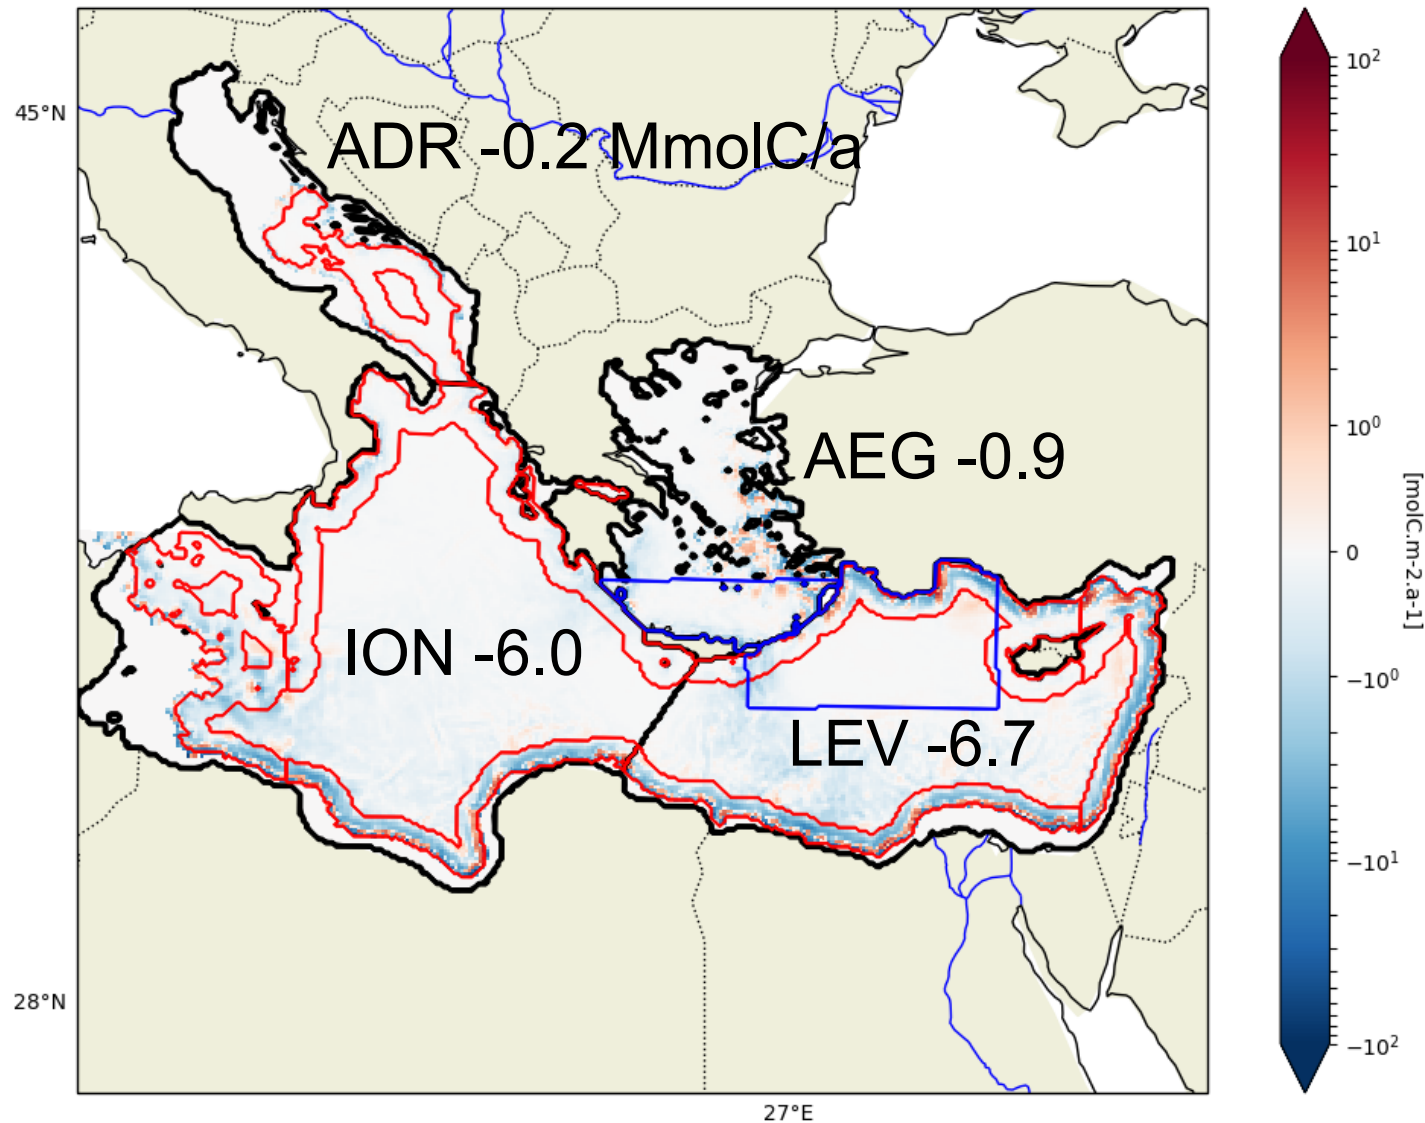 45°N
28°N
27°E
ADR -0.2 MmolC/a
AEG -0.9
ION -6.0
LEV -6.7
10²
10¹
10⁰
0
−10⁰
−10¹
−10²
[molC.m-2.a-1]